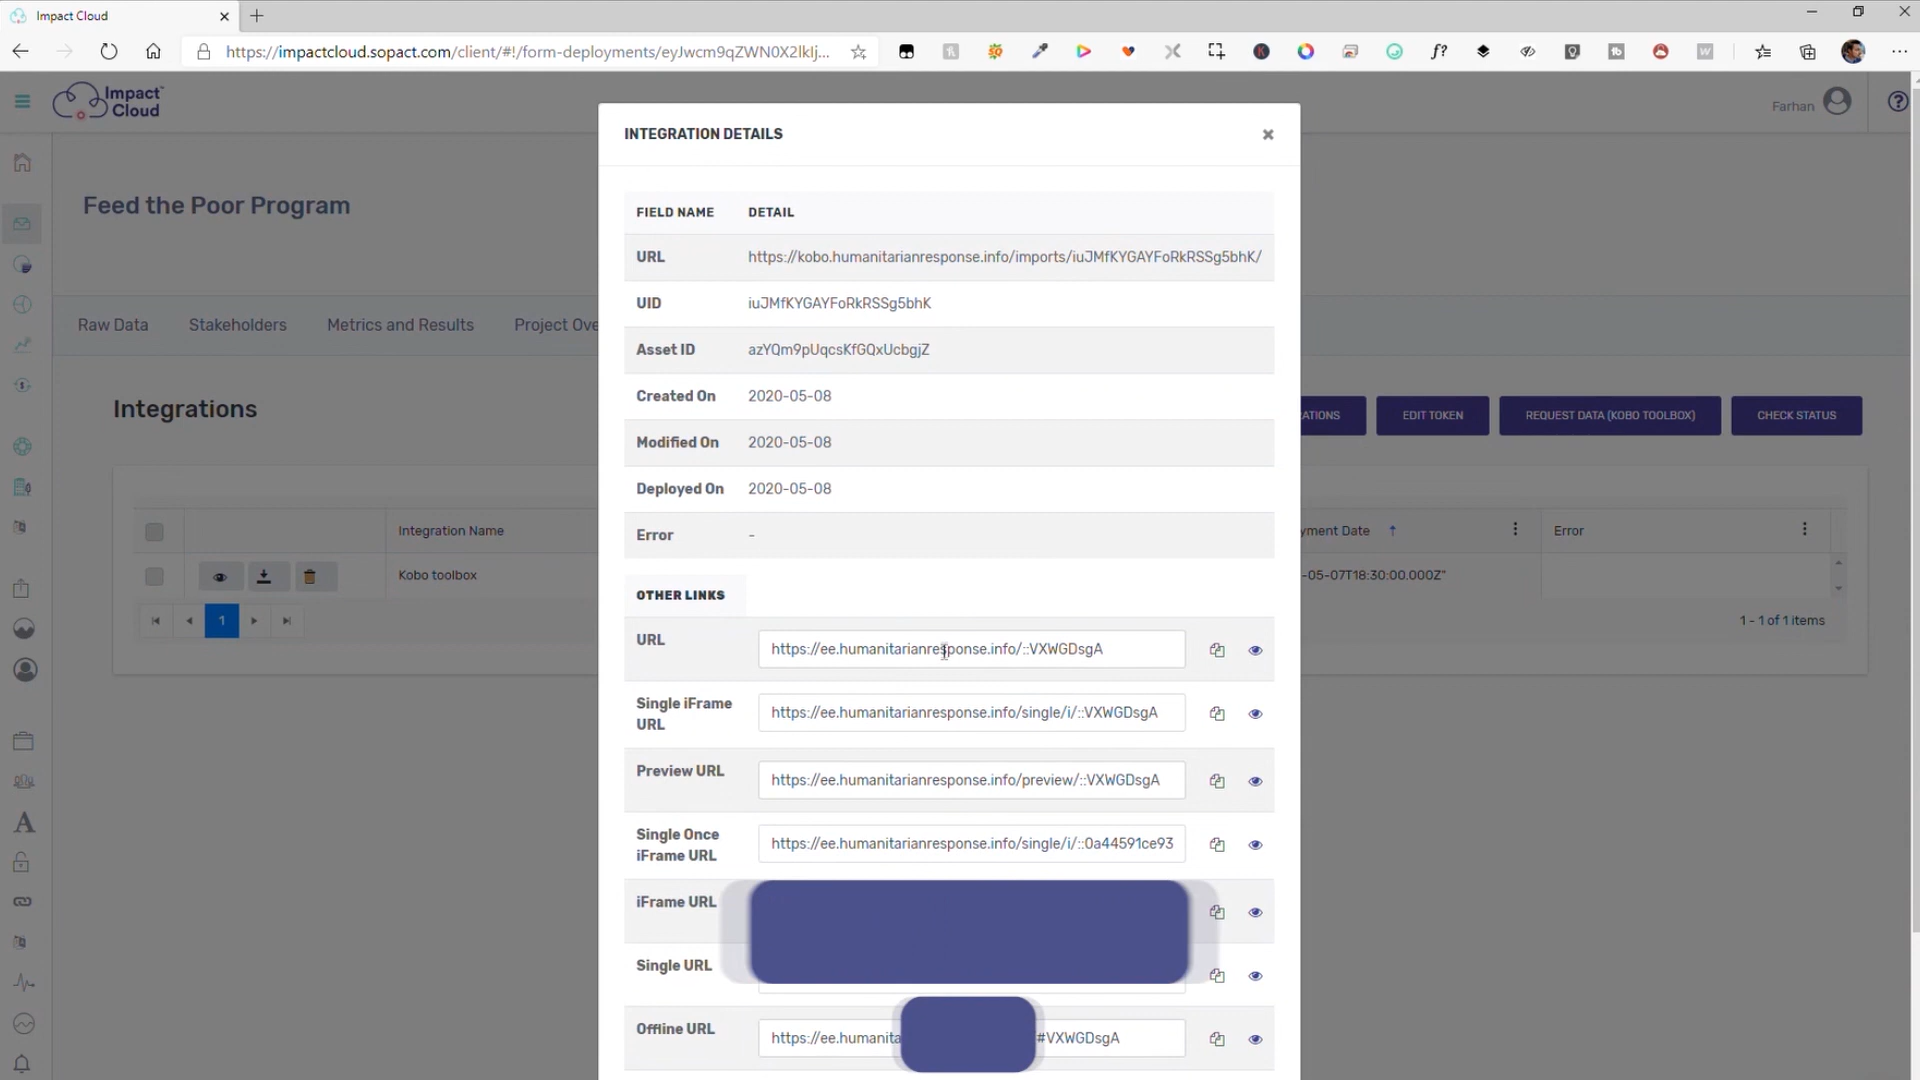 Impact Cloud
https://impactcloud.sopact.com/client/#!/form-deployments/eyJwcm9qZWN0X2lkIj...
f?
Impact
Cloud
Farhan
Feed the Poor Program
Raw Data Stakeholders Metrics and Results Project Ove
Integrations
ATIONS EDIT TOKEN REQUEST DATA (KOBO TOOLBOX) CHECK STATUS
Integration Name yment Date Error
Kobo toolbox -05-07T18:30:00.000Z"
1
1 - 1 of 1 items
INTEGRATION DETAILS
FIELD NAME DETAIL
URL https://kobo.humanitarianresponse.info/imports/iuJMfKYGAYFoRkRSSg5bhK/
UID iuJMfKYGAYFoRkRSSg5bhK
Asset ID azYQm9pUqcsKfGQxUcbgjZ
Created On 2020-05-08
Modified On 2020-05-08
Deployed On 2020-05-08
Error -
OTHER LINKS
URL https://ee.humanitarianresponse.info/::VXWGDsgA
Single iFrame
URL
https://ee.humanitarianresponse.info/single/i/::VXWGDsgA
Preview URL https://ee.humanitarianresponse.info/preview/::VXWGDsgA
Single Once
iFrame URL
https://ee.humanitarianresponse.info/single/i/::0a44591ce93
iFrame URL
Single URL
Offline URL https://ee.humanita #VXWGDsgA